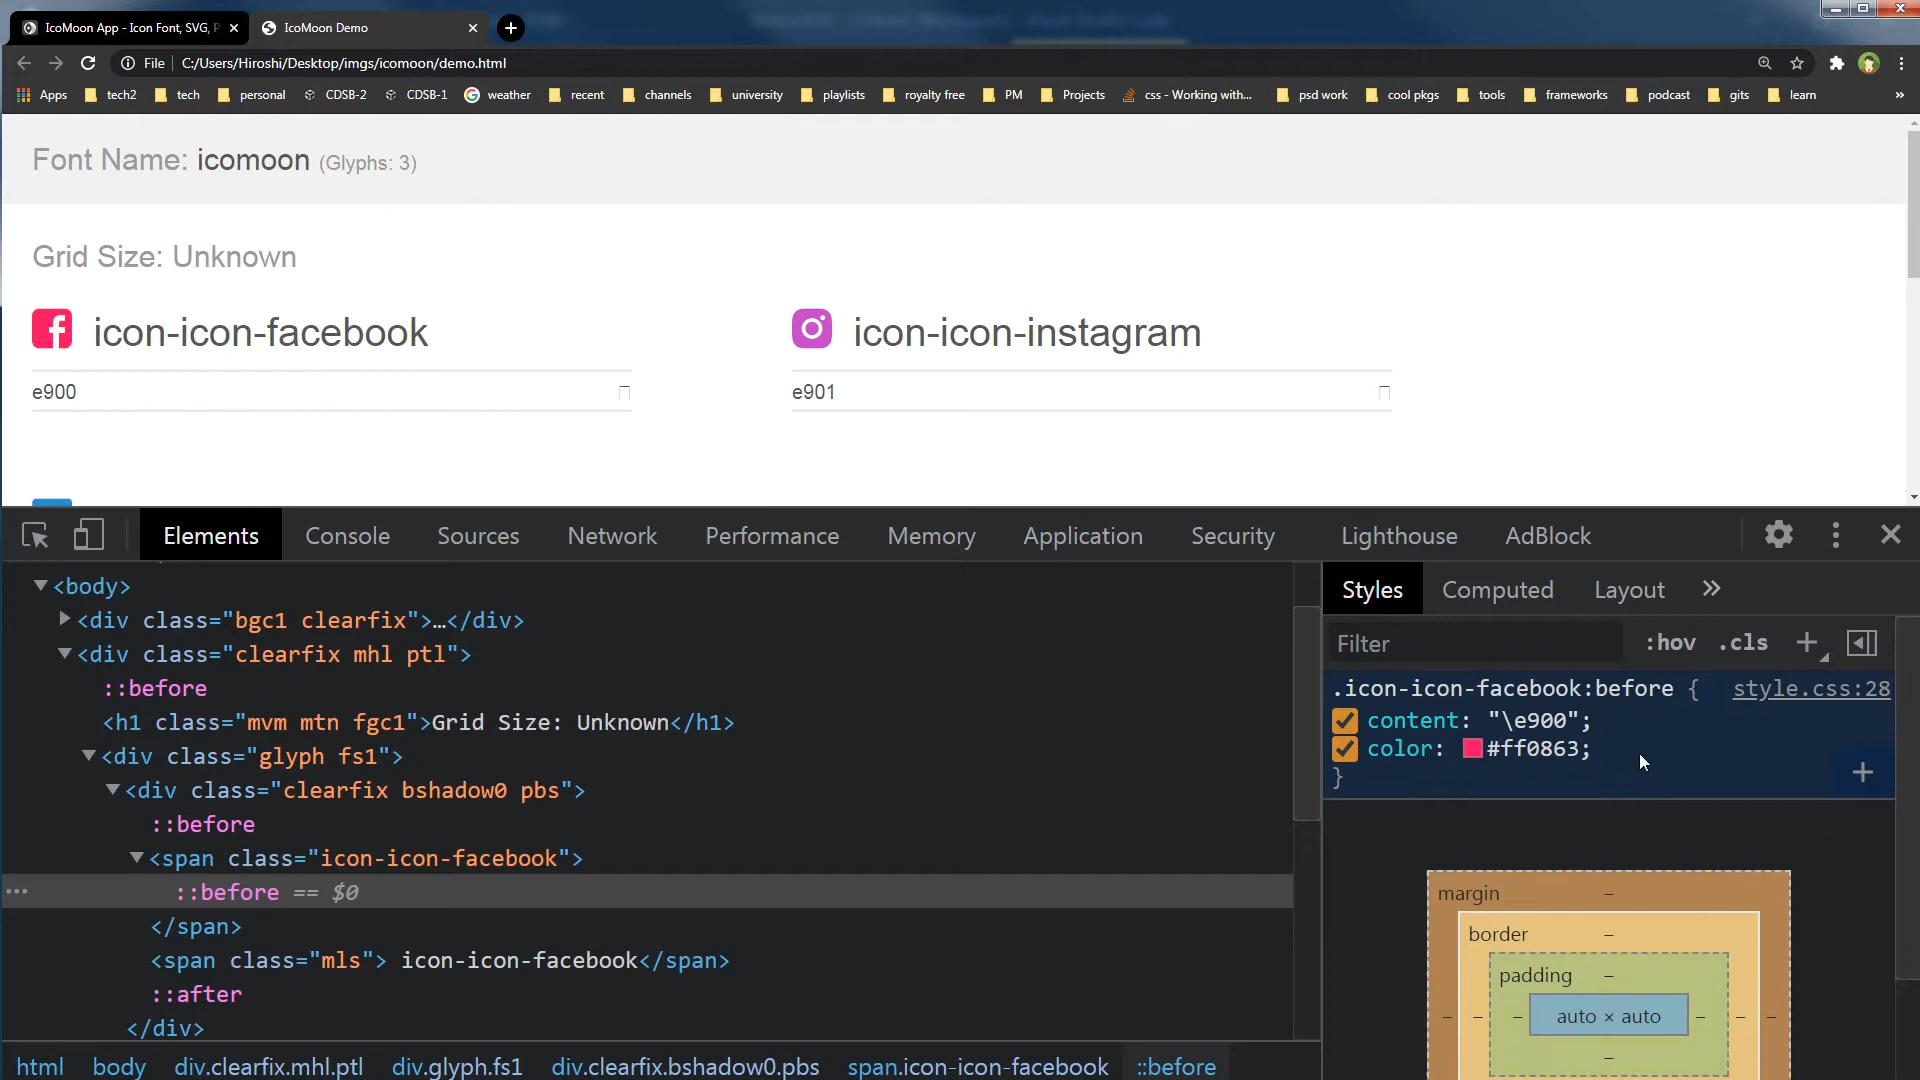 IcoMoon App - Icon Font, SVG, P
IcoMoon Demo
File C:/Users/Hiroshi/Desktop/imgs/icomoon/demo.html
Apps tech2 tech personal CDSB-2 CDSB-1 weather recent channels university playlists royalty free PM Projects css - Working with... psd work cool pkgs tools frameworks podcast gits learn »
Font Name: icomoon (Glyphs: 3)
Grid Size: Unknown
icon-icon-facebook
icon-icon-instagram
e900
e901
Elements Console Sources Network Performance Memory Application Security Lighthouse AdBlock
<body>
<div class="bgc1 clearfix">…</div>
<div class="clearfix mhl ptl">
::before
<h1 class="mvm mtn fgc1">Grid Size: Unknown</h1>
<div class="glyph fs1">
<div class="clearfix bshadow0 pbs">
::before
<span class="icon-icon-facebook">
::before == $0
</span>
<span class="mls"> icon-icon-facebook</span>
::after
</div>
html body div.clearfix.mhl.ptl div.glyph.fs1 div.clearfix.bshadow0.pbs span.icon-icon-facebook ::before
Styles Computed Layout »
Filter :hov .cls +
.icon-icon-facebook:before { style.css:28
content: "\e900";
color: #ff0863;
}
margin –
border –
padding –
– – – auto × auto – – –
–